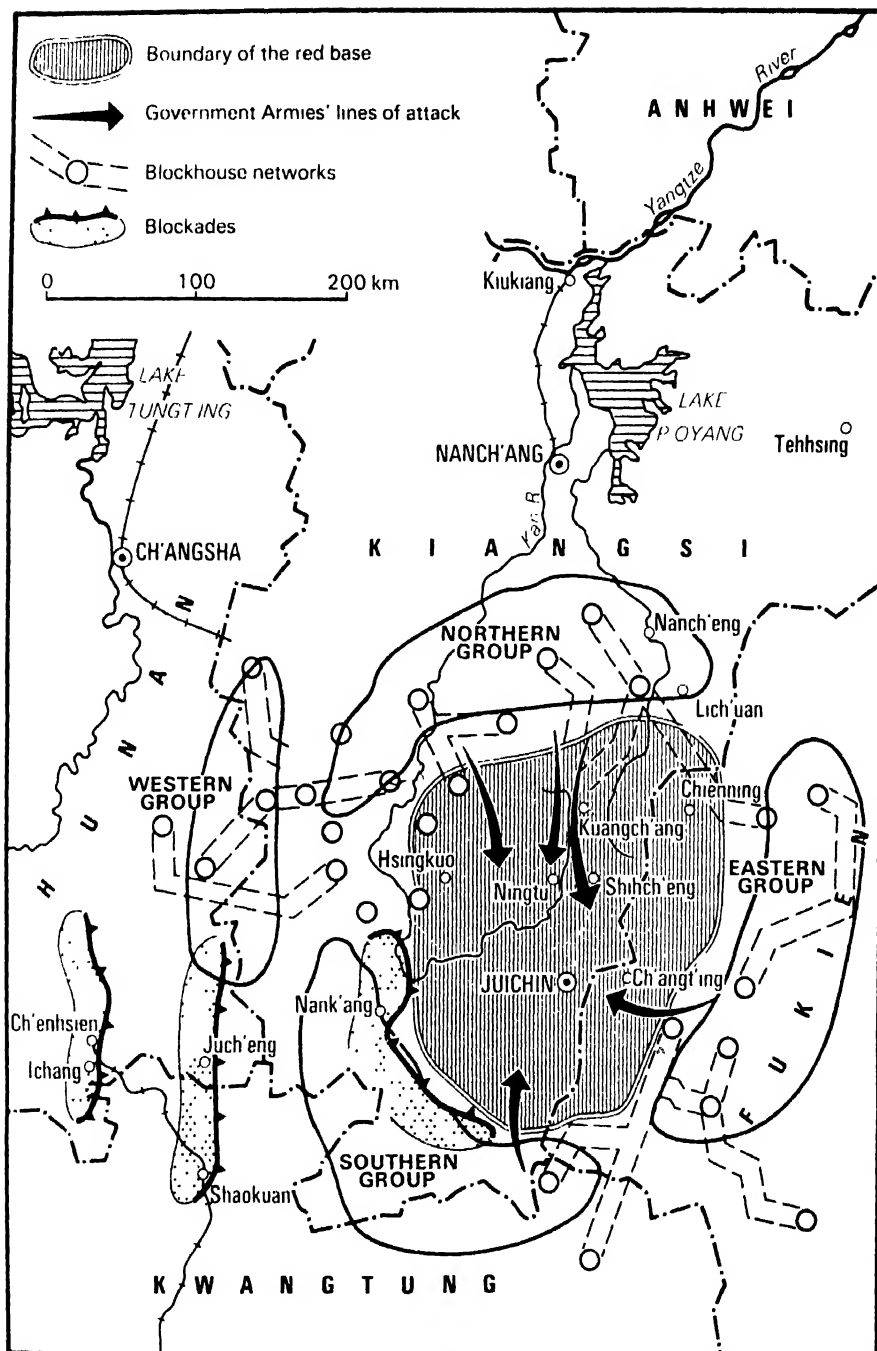 Boundary of the red base
Government Armies' lines of attack
Blockhouse networks
Blockades
0 100 200 km
ANHWEI
River
Yangtze
Kiukiang
LAKE
TUNGTING
LAKE
POYANG
NANCH'ANG
Tehhsing
Kan R.
CH'ANGSHA
KIANGSI
HUNAN
NORTHERN
GROUP
Nanch'eng
Lich'uan
WESTERN
GROUP
Chienning
Kuangch'ang
EASTERN
GROUP
Hsingkuo
Ningtu
Shihch'eng
FUKIEN
JUICHIN
Ch'angt'ing
Nank'ang
Ch'enhsien
Ichang
Juch'eng
SOUTHERN
GROUP
Shaokuan
KWANGTUNG